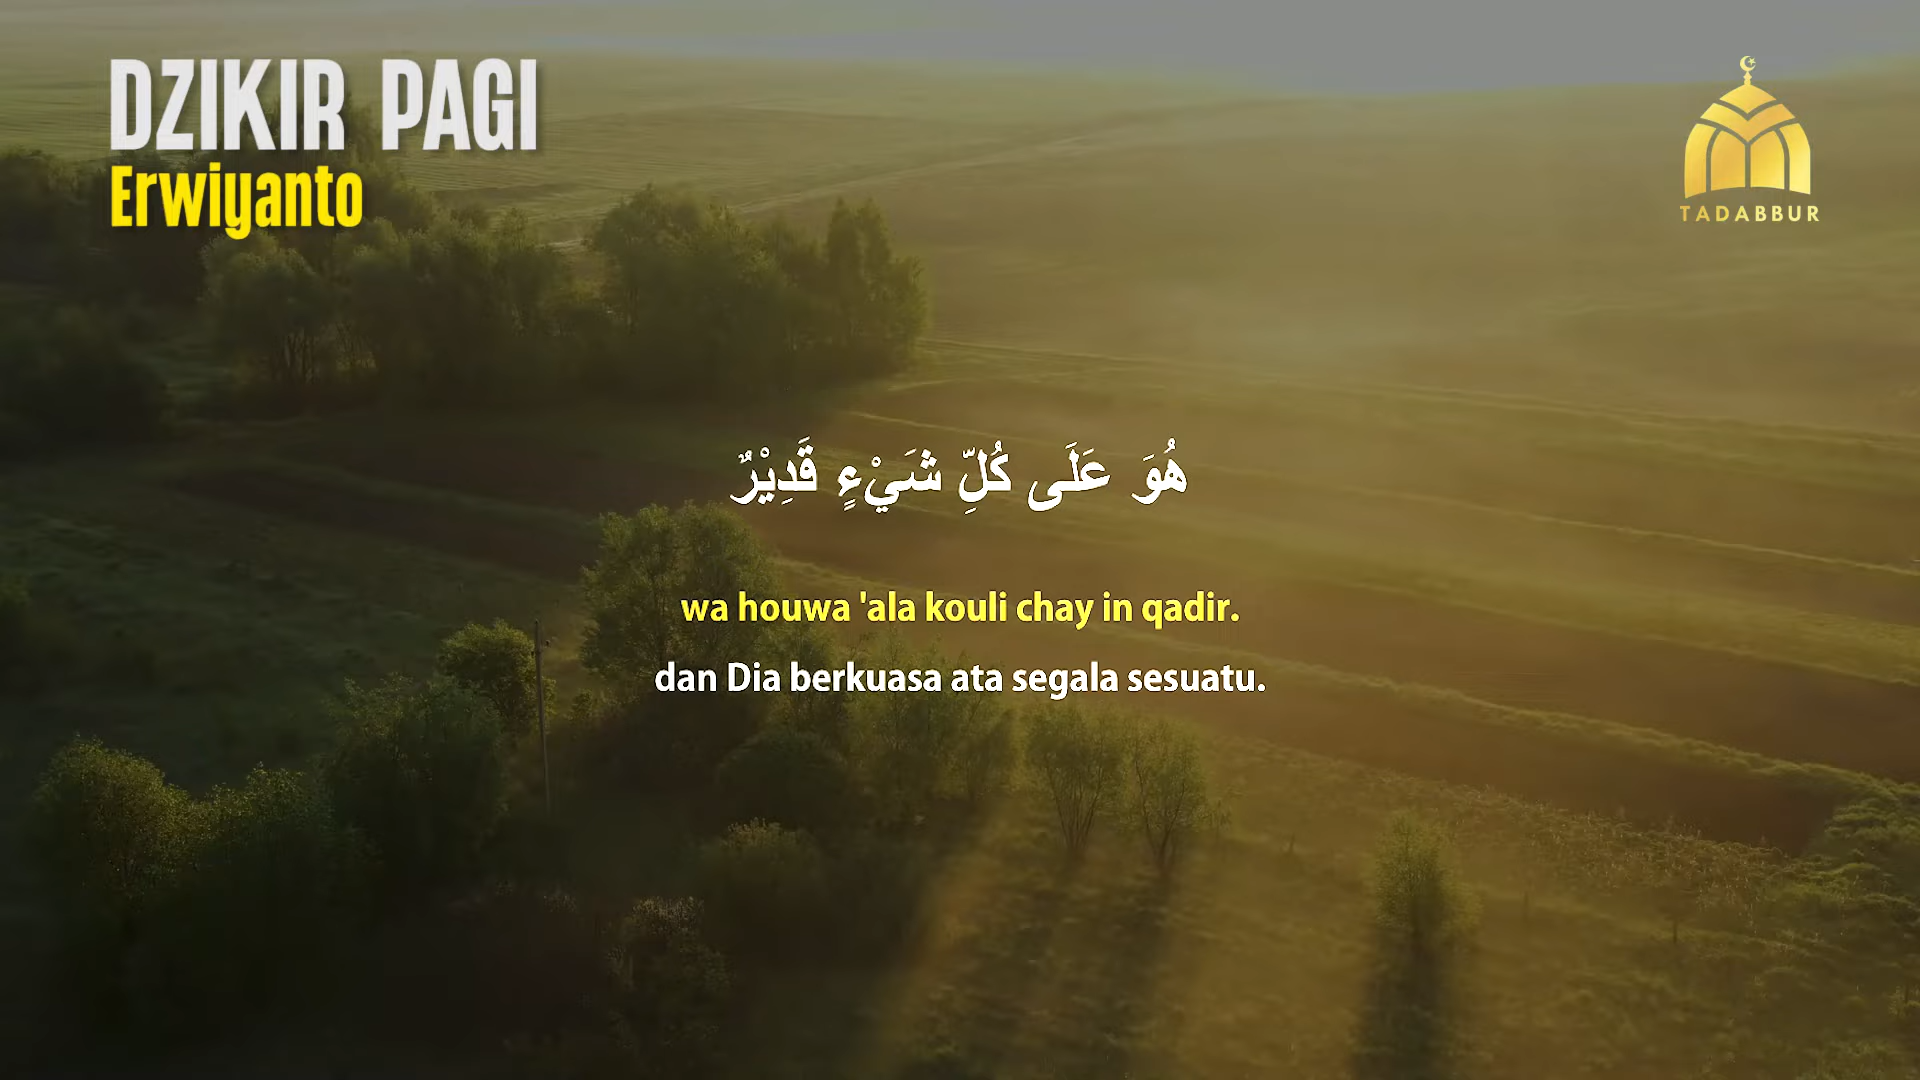 DZIKIR PAGI
Erwiyanto
TADABBUR
هُوَ عَلَى كُلِّ شَيْءٍ قَدِيْرٌ
wa houwa 'ala kouli chay in qadir.
dan Dia berkuasa ata segala sesuatu.